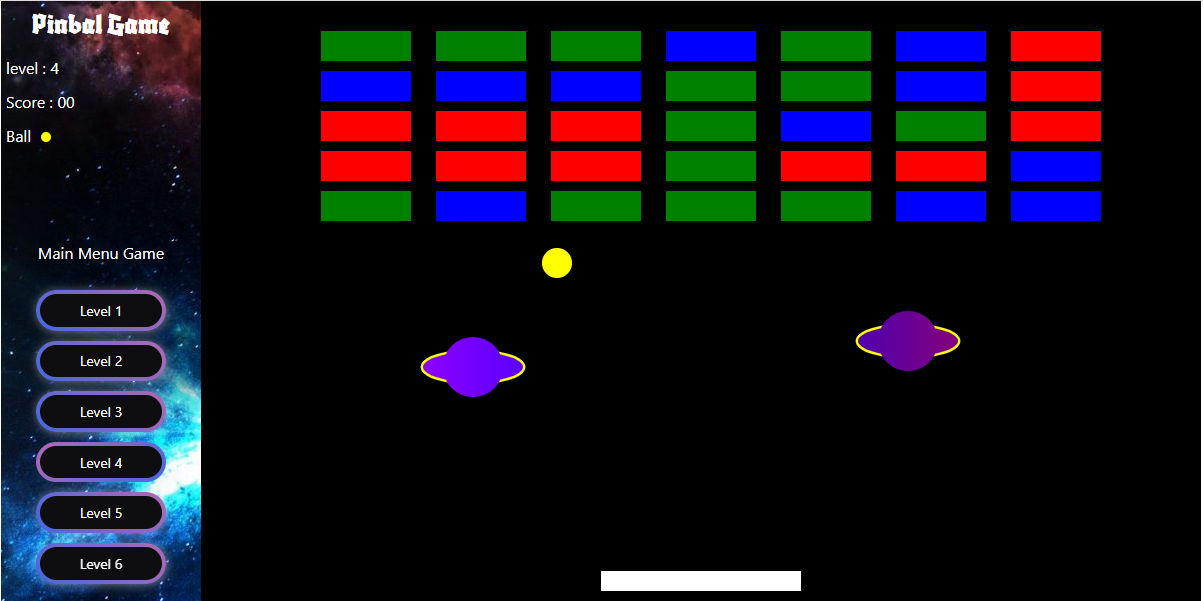 Pinbal Game
level : 4
Score : 00
Ball
Main Menu Game
Level 1
Level 2
Level 3
Level 4
Level 5
Level 6